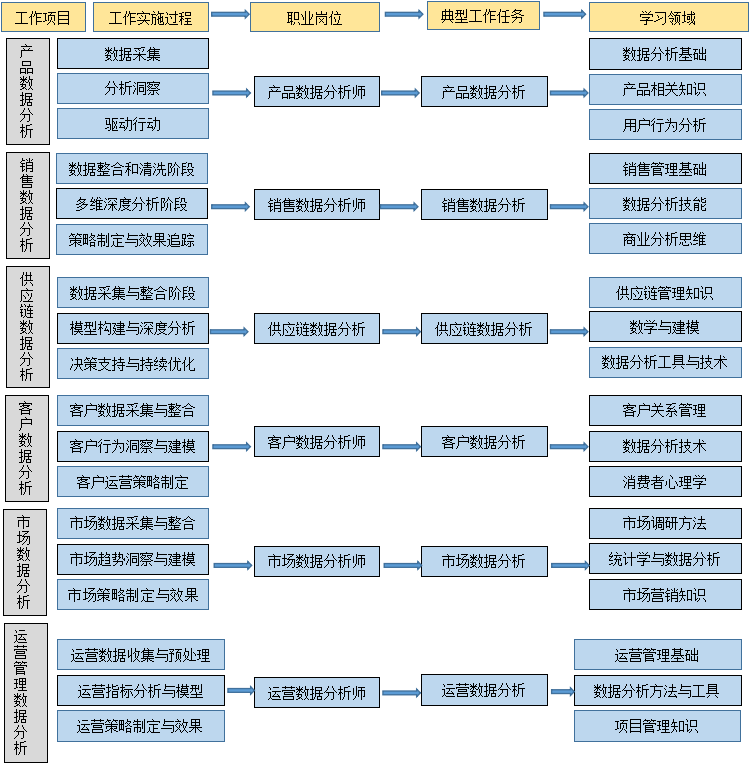 工作项目
工作实施过程
职业岗位
典型工作任务
学习领域
产品数据分析
数据采集
分析洞察
驱动行动
产品数据分析师
产品数据分析
数据分析基础
产品相关知识
用户行为分析
销售数据分析
数据整合和清洗阶段
多维深度分析阶段
策略制定与效果追踪
销售数据分析师
销售数据分析
销售管理基础
数据分析技能
商业分析思维
供应链数据分析
数据采集与整合阶段
模型构建与深度分析
决策支持与持续优化
供应链数据分析
供应链数据分析
供应链管理知识
数学与建模
数据分析工具与技术
客户数据分析
客户数据采集与整合
客户行为洞察与建模
客户运营策略制定
客户数据分析师
客户数据分析
客户关系管理
数据分析技术
消费者心理学
市场数据分析
市场数据采集与整合
市场趋势洞察与建模
市场策略制定与效果
市场数据分析师
市场数据分析
市场调研方法
统计学与数据分析
市场营销知识
运营管理数据分析
运营数据收集与预处理
运营指标分析与模型
运营策略制定与效果
运营数据分析师
运营数据分析
运营管理基础
数据分析方法与工具
项目管理知识